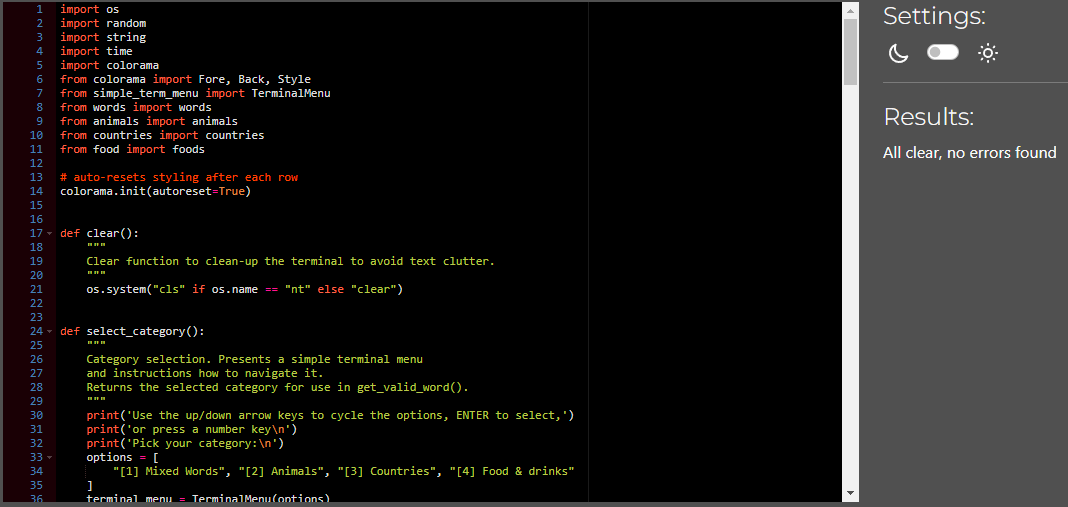 1 import os
2 import random
3 import string
4 import time
5 import colorama
6 from colorama import Fore, Back, Style
7 from simple_term_menu import TerminalMenu
8 from words import words
9 from animals import animals
10 from countries import countries
11 from food import foods
12
13 # auto-resets styling after each row
14 colorama.init(autoreset=True)
15
16
17 def clear():
18     """
19     Clear function to clean-up the terminal to avoid text clutter.
20     """
21     os.system("cls" if os.name == "nt" else "clear")
22
23
24 def select_category():
25     """
26     Category selection. Presents a simple terminal menu
27     and instructions how to navigate it.
28     Returns the selected category for use in get_valid_word().
29     """
30     print('Use the up/down arrow keys to cycle the options, ENTER to select,')
31     print('or press a number key\n')
32     print('Pick your category:\n')
33     options = [
34         "[1] Mixed Words", "[2] Animals", "[3] Countries", "[4] Food & drinks"
35     ]
36     terminal_menu = TerminalMenu(options)
Settings:
Results:
All clear, no errors found